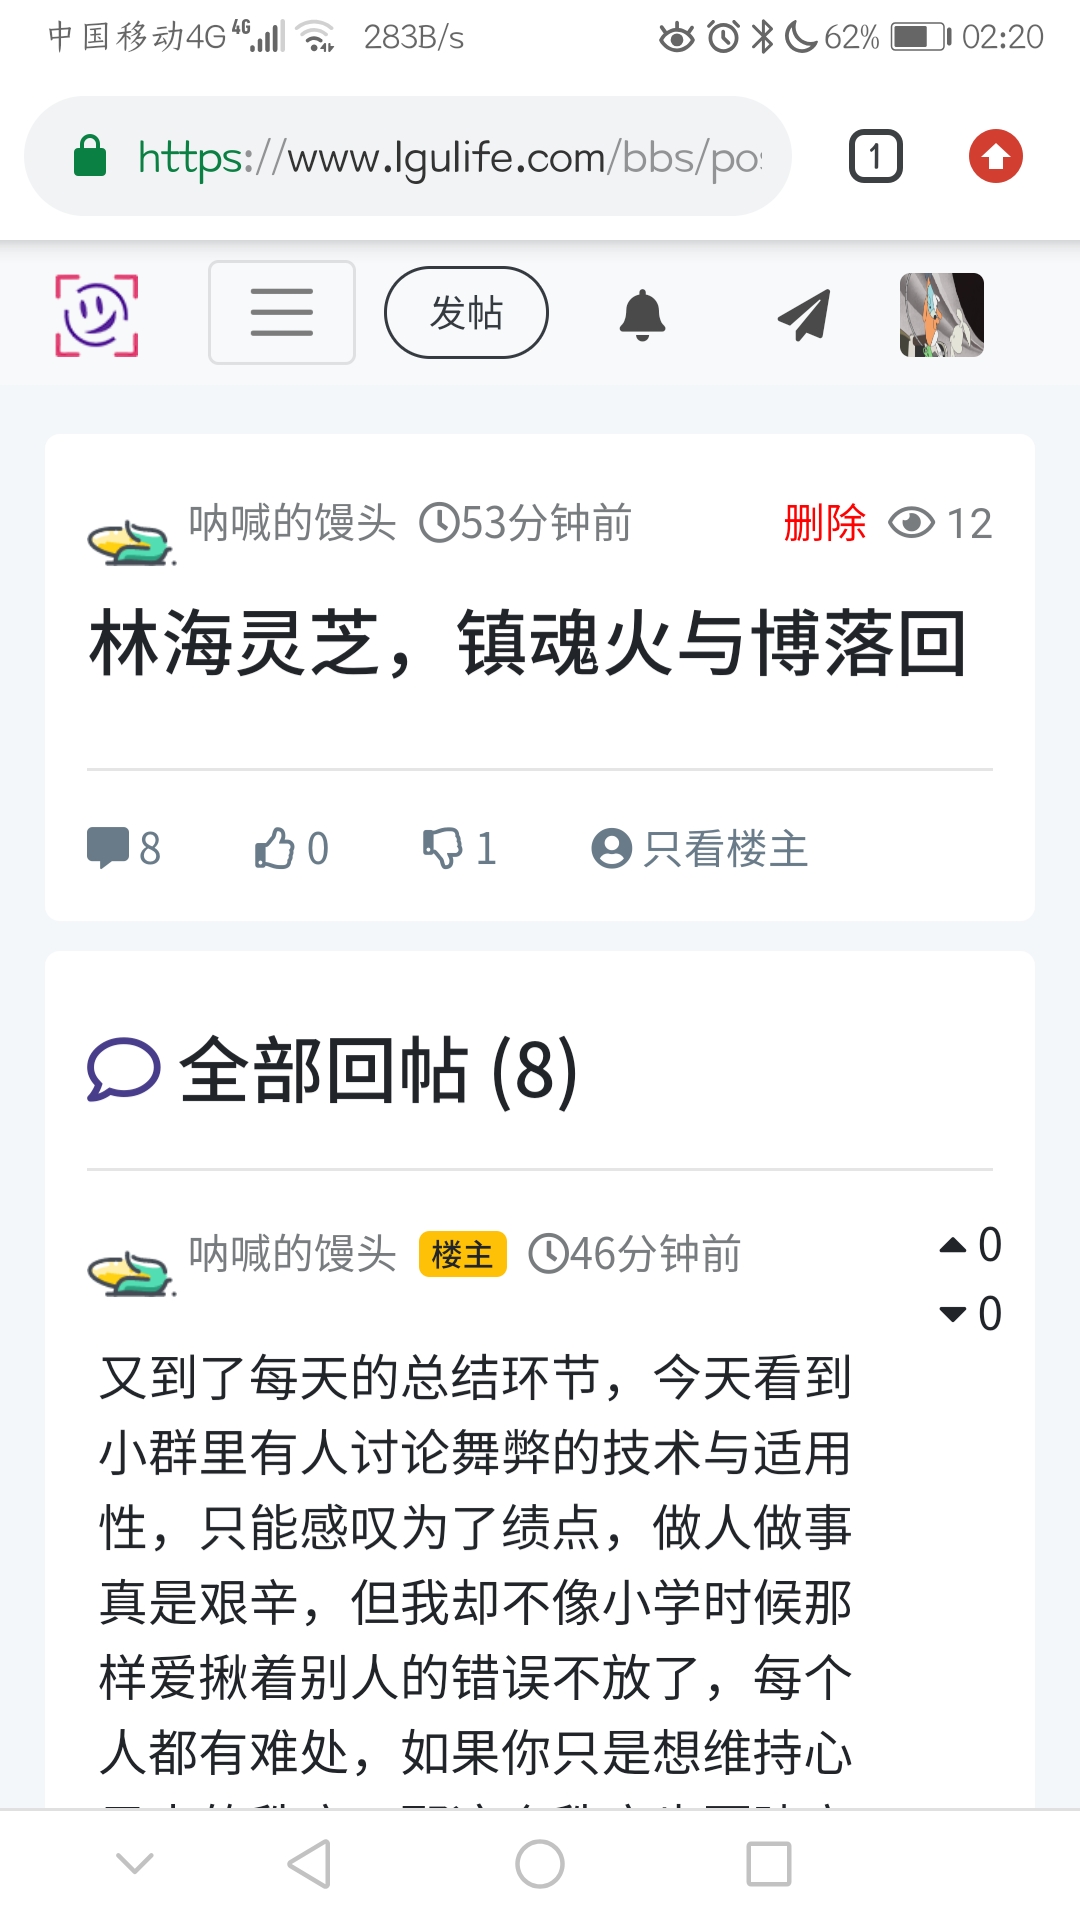 中国移动4G 4G 283B/s 62% 02:20
https://www.lgulife.com/bbs/pos
1
发帖
呐喊的馒头 53分钟前 删除 12
林海灵芝，镇魂火与博落回
8 0 1 只看楼主
全部回帖 (8)
呐喊的馒头 楼主 46分钟前 0
0
又到了每天的总结环节，今天看到
小群里有人讨论舞弊的技术与适用
性，只能感叹为了绩点，做人做事
真是艰辛，但我却不像小学时候那
样爱揪着别人的错误不放了，每个
人都有难处，如果你只是想维持心